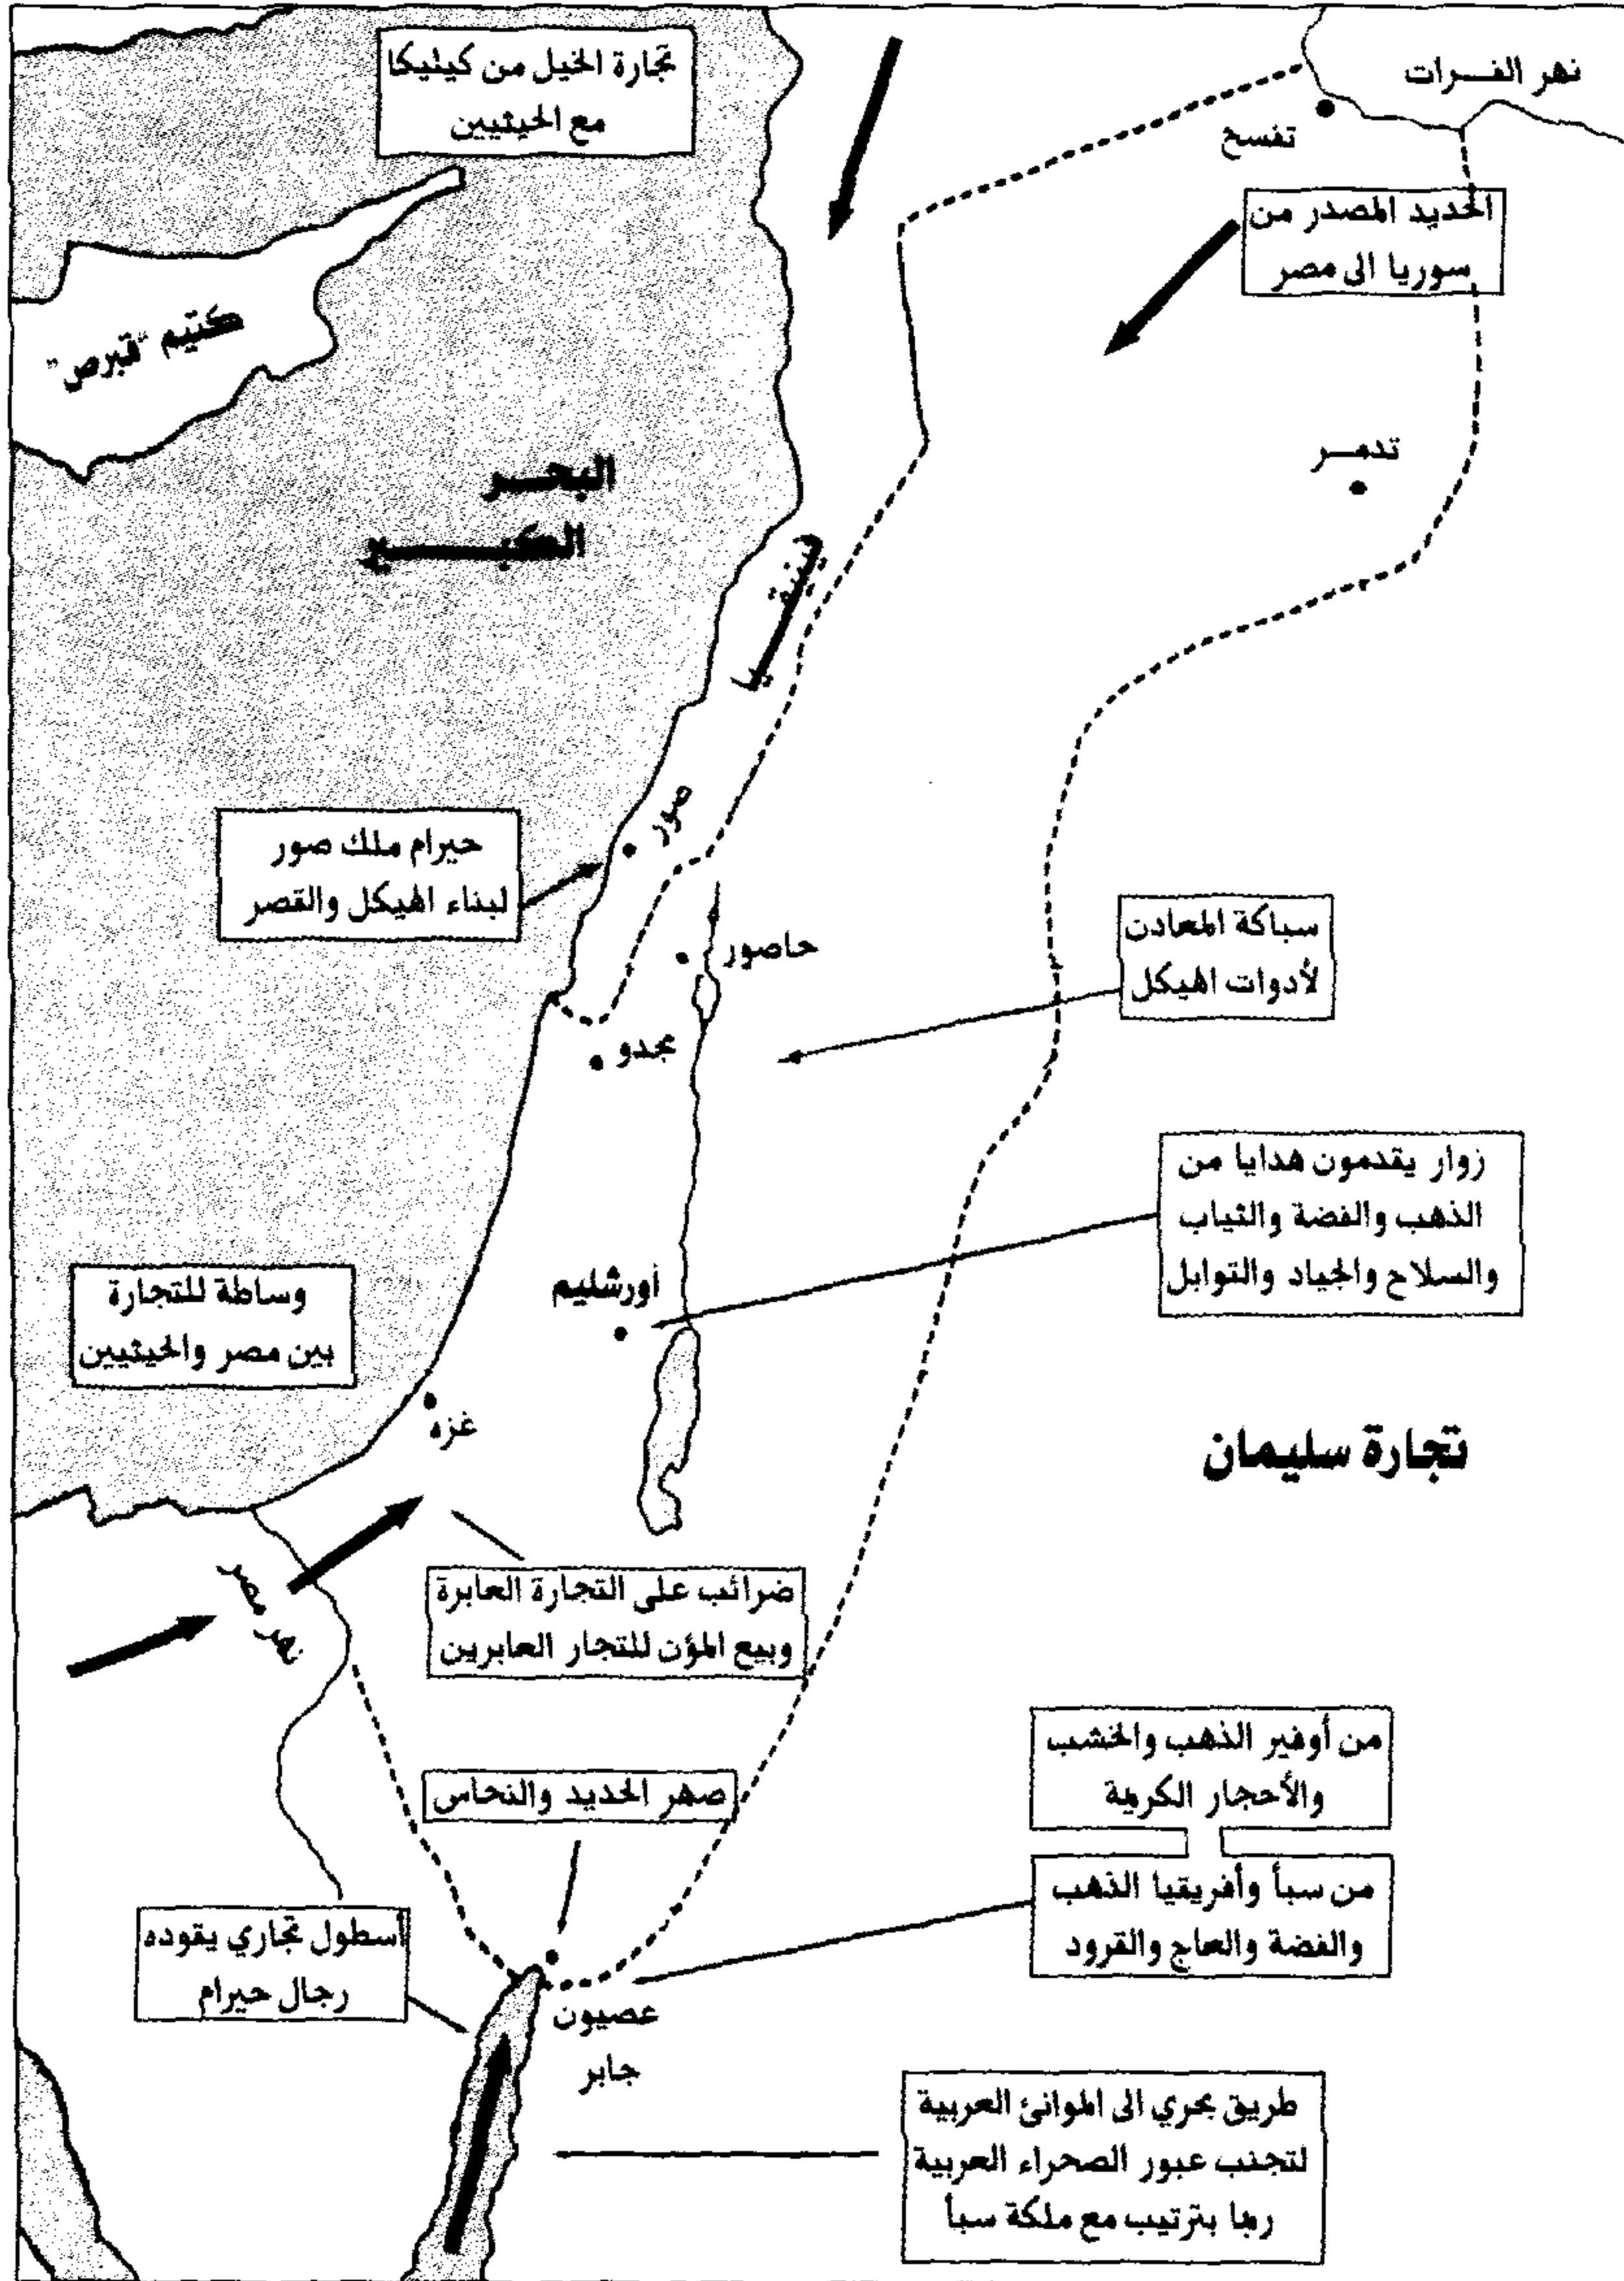 تجارة الخيل من كيليكا
مع الحيثيين
نهر الفرات
تفسح
الحديد المصدر من
سوريا الى مصر
كتيم "قبرص"
تدمر
البحر
الكبير
فينيقيا
صور
حيرام ملك صور
لبناء الهيكل والقصر
حاصور
سباكة المعادن
لأدوات الهيكل
مجدو
زوار يقدمون هدايا من
الذهب والفضة والثياب
والسلاح والجياد والتوابل
أورشليم
وساطة للتجارة
بين مصر والحيثيين
غزه
تجارة سليمان
نهر مصر
ضرائب على التجارة العابرة
وبيع المؤن للتجار العابرين
من أوفير الذهب والخشب
والأحجار الكريمة
صهر الحديد والنحاس
من سبأ وأفريقيا الذهب
والفضة والعاج والقرود
أسطول تجاري يقوده
رجال حيرام
عصيون
جابر
طريق بحري الى الموانئ العربية
لتجنب عبور الصحراء العربية
ربما بترتيب مع ملكة سبأ